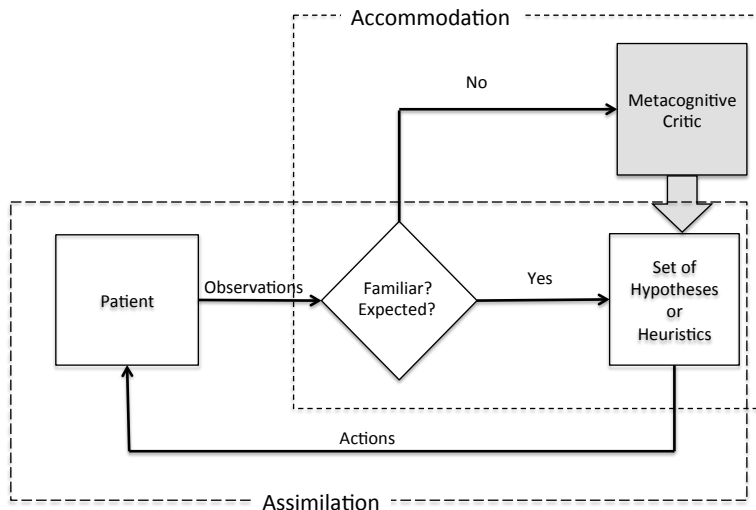 Accommodation
No
Metacognitive
Critic
Patient
Observations
Familiar?
Expected?
Yes
Set of
Hypotheses
or
Heuristics
Actions
Assimilation